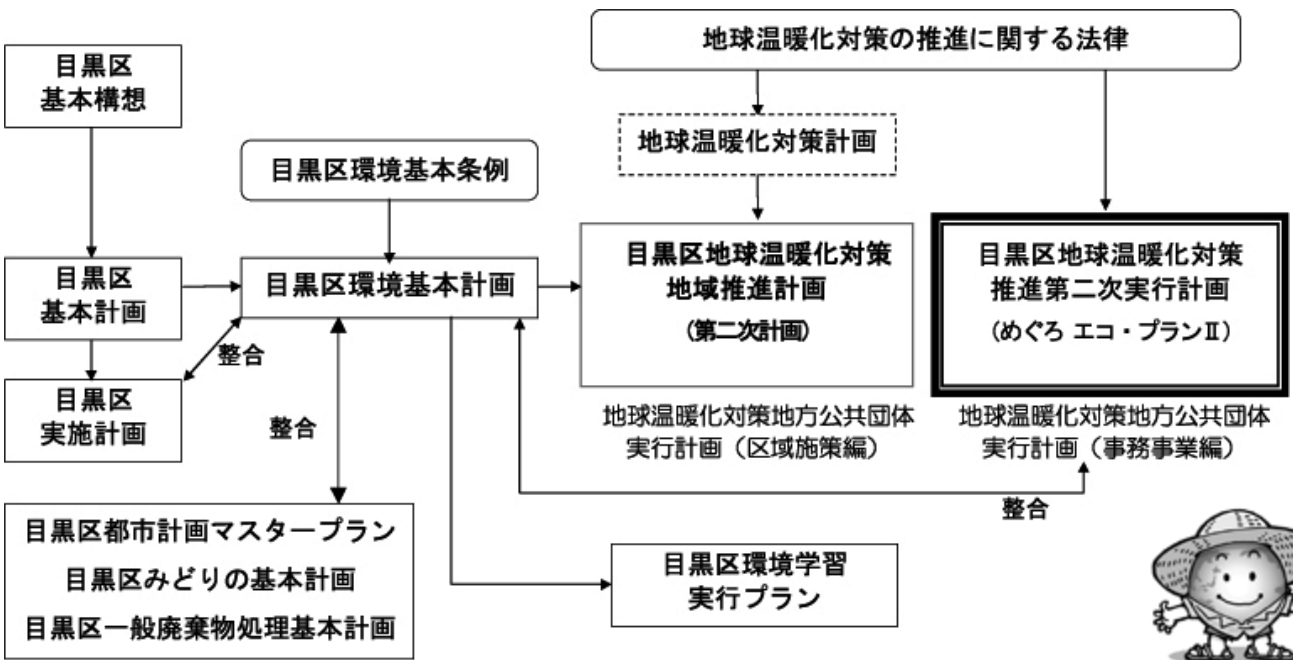 地球温暖化対策の推進に関する法律
目黒区
基本構想
地球温暖化対策計画
目黒区環境基本条例
目黒区
基本計画
目黒区環境基本計画
目黒区地球温暖化対策
地域推進計画
(第二次計画)
目黒区地球温暖化対策
推進第二次実行計画
(めぐろ エコ・プランⅡ)
整合
目黒区
実施計画
整合
地球温暖化対策地方公共団体
実行計画(区域施策編)
地球温暖化対策地方公共団体
実行計画(事務事業編)
整合
目黒区都市計画マスタープラン
目黒区みどりの基本計画
目黒区一般廃棄物処理基本計画
目黒区環境学習
実行プラン